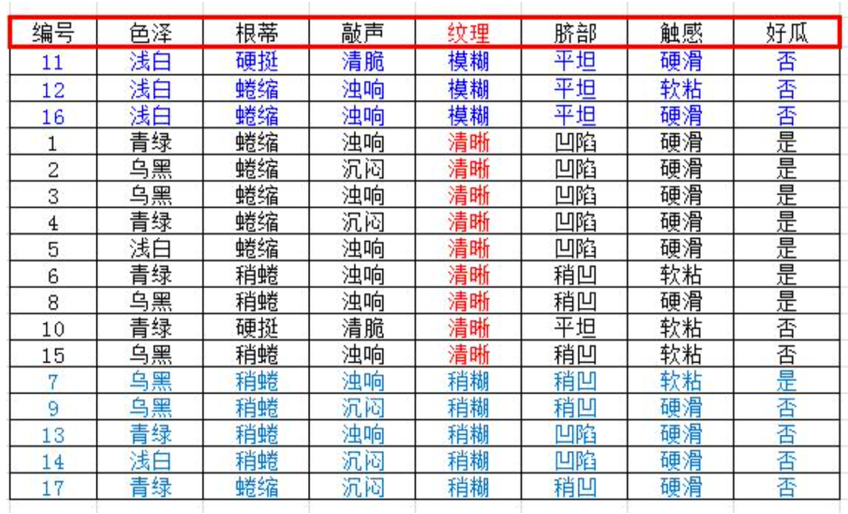 编号 色泽 根蒂 敲声 纹理 脐部 触感 好瓜
11 浅白 硬挺 清脆 模糊 平坦 硬滑 否
12 浅白 蜷缩 浊响 模糊 平坦 软粘 否
16 浅白 蜷缩 浊响 模糊 平坦 硬滑 否
1 青绿 蜷缩 浊响 清晰 凹陷 硬滑 是
2 乌黑 蜷缩 沉闷 清晰 凹陷 硬滑 是
3 乌黑 蜷缩 浊响 清晰 凹陷 硬滑 是
4 青绿 蜷缩 沉闷 清晰 凹陷 硬滑 是
5 浅白 蜷缩 浊响 清晰 凹陷 硬滑 是
6 青绿 稍蜷 浊响 清晰 稍凹 软粘 是
8 乌黑 稍蜷 浊响 清晰 稍凹 硬滑 是
10 青绿 硬挺 清脆 清晰 平坦 软粘 否
15 乌黑 稍蜷 浊响 清晰 稍凹 软粘 否
7 乌黑 稍蜷 浊响 稍糊 稍凹 软粘 是
9 乌黑 稍蜷 沉闷 稍糊 稍凹 硬滑 否
13 青绿 稍蜷 浊响 稍糊 凹陷 硬滑 否
14 浅白 稍蜷 沉闷 稍糊 凹陷 硬滑 否
17 青绿 蜷缩 沉闷 稍糊 稍凹 硬滑 否